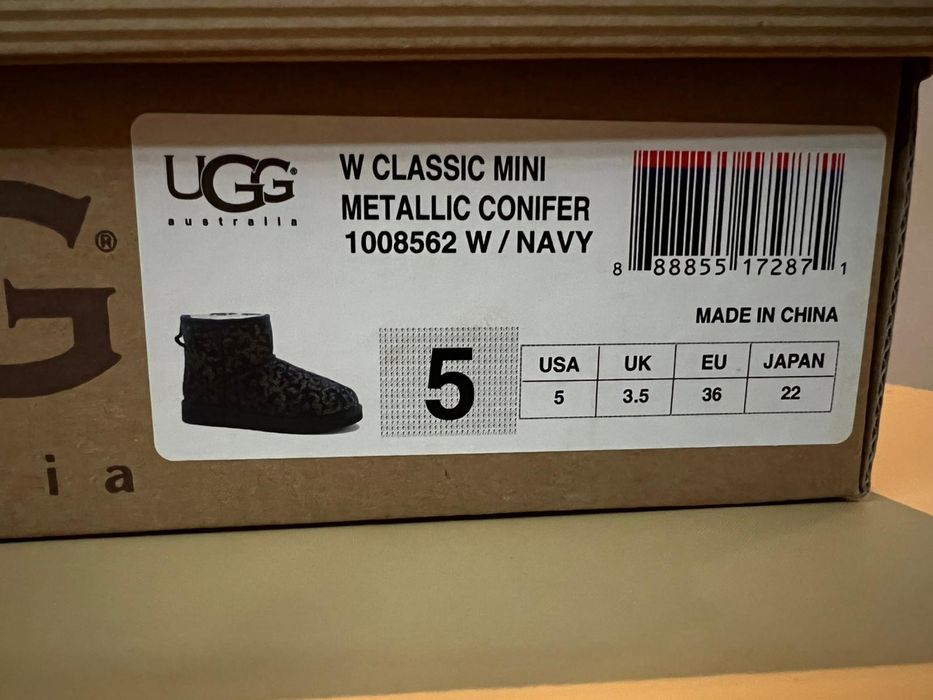 G®
ia
UGG®
australia
W CLASSIC MINI
METALLIC CONIFER
1008562 W / NAVY
8 88855 17287 1
MADE IN CHINA
5
USA UK EU JAPAN
5 3.5 36 22